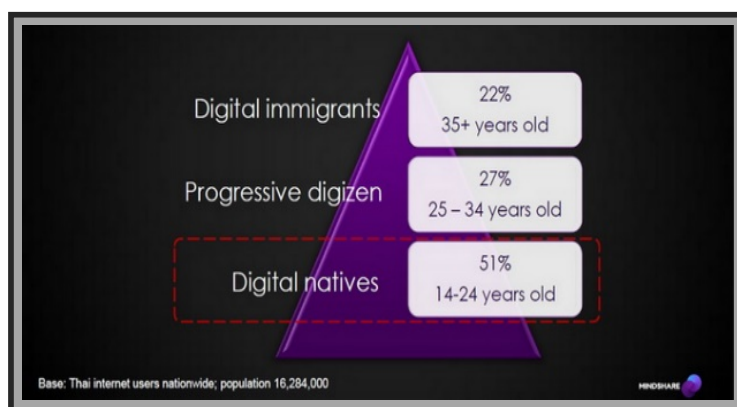 Digital immigrants
22%
35+ years old
Progressive digizen
27%
25 – 34 years old
Digital natives
51%
14-24 years old
Base: Thai internet users nationwide; population 16,284,000
MINDSHARE